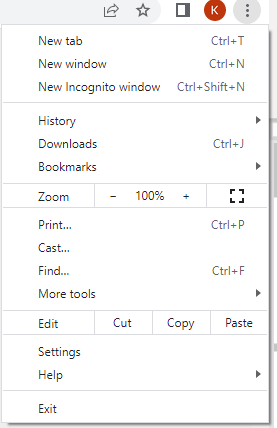 K
New tab Ctrl+T
New window Ctrl+N
New Incognito window Ctrl+Shift+N
History
Downloads Ctrl+J
Bookmarks
Zoom − 100% +
Print... Ctrl+P
Cast...
Find... Ctrl+F
More tools
Edit Cut Copy Paste
Settings
Help
Exit